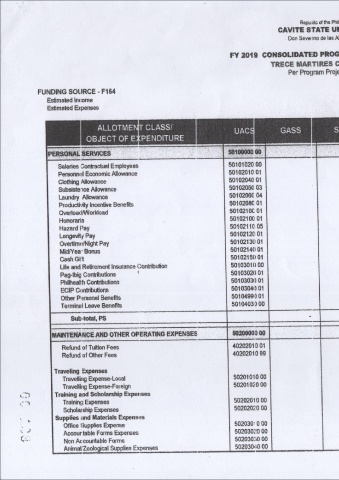 Republic of the Phil
CAVITE STATE UN
Don Severino de las A
FY 2019 CONSOLIDATED PROG
TRECE MARTIRES C
Per Program Proje
FUNDING SOURCE - F164
Estimated Income
Estimated Expenses
ALLOTMENT CLASS/ OBJECT OF EXPENDITURE UACS GASS S
PERSONAL SERVICES 50100000 00
Salaries Contractual Employees 50101020 00
Personnel Economic Allowance 50102010 01
Clothing Allowance 50102040 01
Subsistence Allowance 50102050 03
Laundry Allowance 50102060 04
Productivity Incentive Benefits 50102080 01
Overload/Workload 50102100 01
Honoraria 50102100 01
Hazard Pay 50102110 05
Longevity Pay 50102120 01
Overtime/Night Pay 50102130 01
Mid/Year Bonus 50102140 01
Cash Gift 50102150 01
Life and Retirement Insurance Contribution 50103010 00
Pag-ibig Contributions 50103020 01
Philhealth Contributions 50103030 01
ECIP Contributions 50103040 01
Other Personal Benefits 50104990 01
Terminal Leave Benefits 50104030 01
Sub-total, PS
MAINTENANCE AND OTHER OPERATING EXPENSES 50200000 00
Refund of Tuition Fees 40202010 01
Refund of Other Fees 40202010 99
Traveling Expenses
Travelling Expense-Local 50201010 00
Travelling Expense-Foreign 50201020 00
Training and Scholarship Expenses
Training Expenses 50202010 00
Scholarship Expenses 50202020 00
Supplies and Materials Expenses
Office Supplies Expense 50203010 00
Accountable Forms Expenses 50203020 00
Non Accountable Forms 50203030 00
Animal/Zoological Supplies Expenses 50203040 00